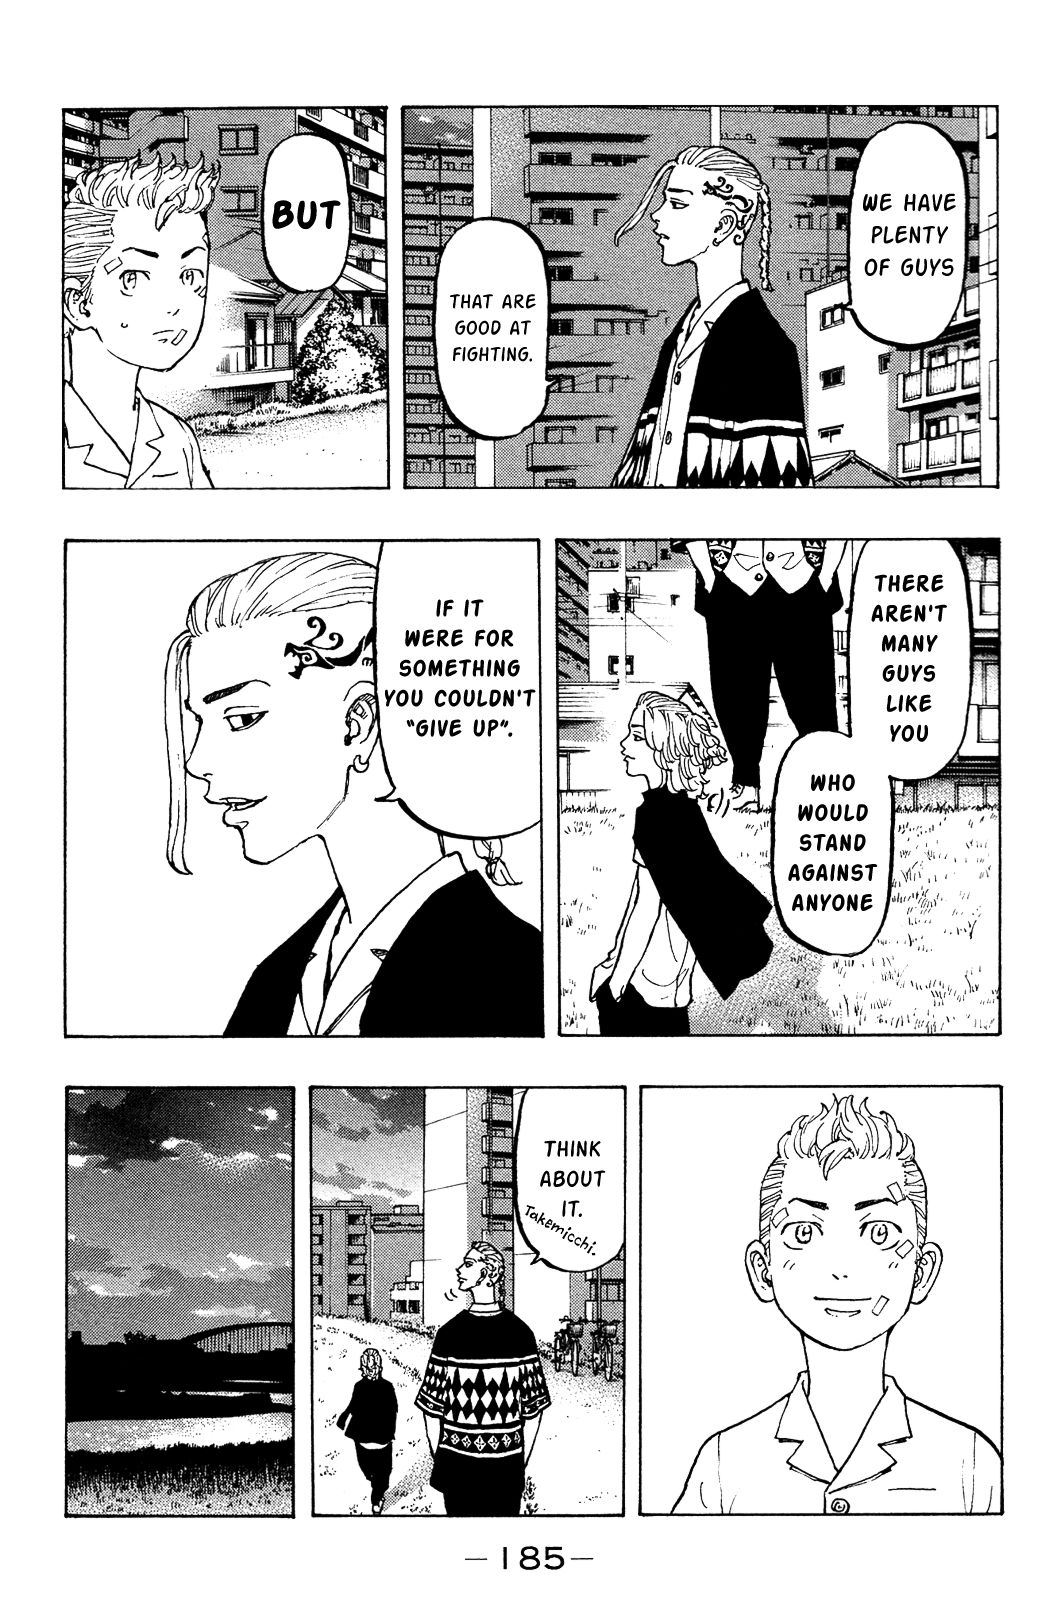 WE HAVE
PLENTY
OF GUYS
THAT ARE
GOOD AT
FIGHTING.
BUT
THERE
AREN'T
MANY
GUYS
LIKE
YOU
WHO
WOULD
STAND
AGAINST
ANYONE
IF IT
WERE FOR
SOMETHING
YOU COULDN'T
"GIVE UP".
THINK
ABOUT
IT.
Takemicchi.
—185—